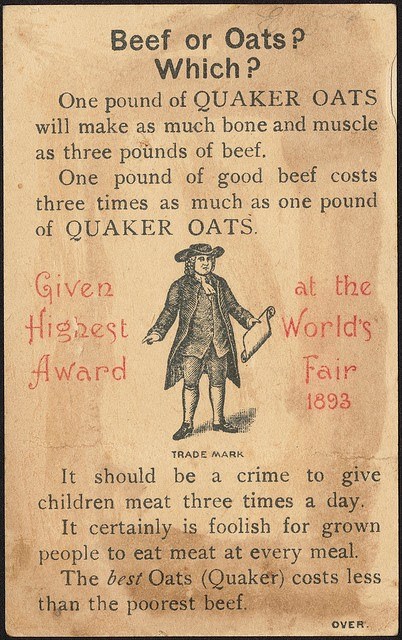 Beef or Oats?
Which?
One pound of QUAKER OATS
will make as much bone and muscle
as three pounds of beef.
One pound of good beef costs
three times as much as one pound
of QUAKER OATS.
Given
Highest
Award
at the
World's
Fair
1893
TRADE MARK
It should be a crime to give
children meat three times a day.
It certainly is foolish for grown
people to eat meat at every meal.
The best Oats (Quaker) costs less
than the poorest beef.
OVER.